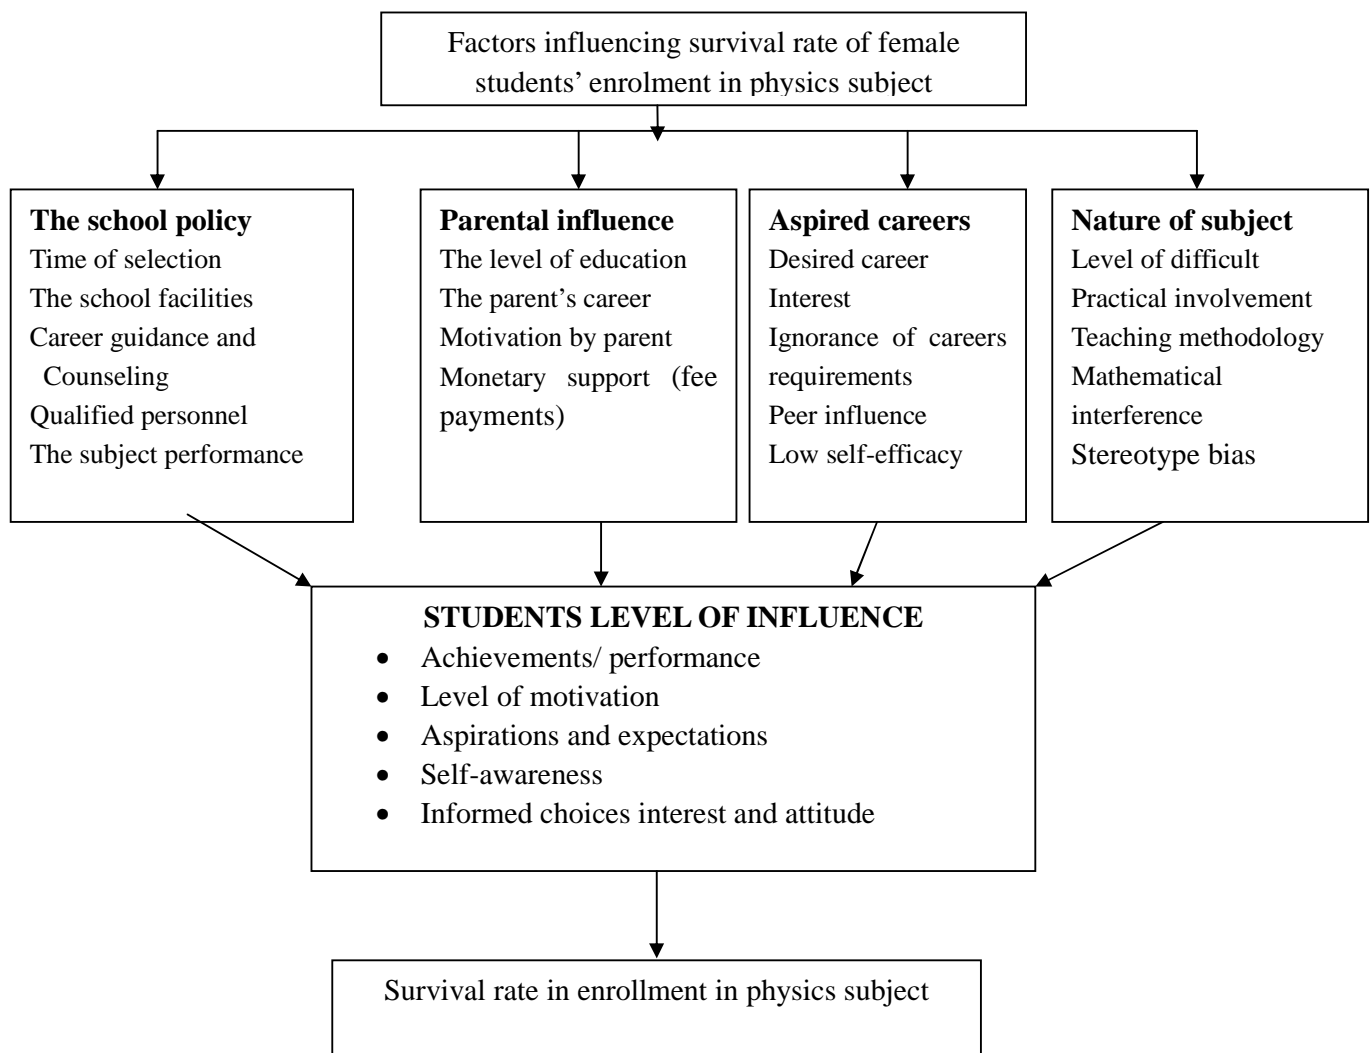 Factors influencing survival rate of female
students’ enrolment in physics subject
The school policy
Time of selection
The school facilities
Career guidance and
Counseling
Qualified personnel
The subject performance
Parental influence
The level of education
The parent’s career
Motivation by parent
Monetary support (fee
payments)
Aspired careers
Desired career
Interest
Ignorance of careers
requirements
Peer influence
Low self-efficacy
Nature of subject
Level of difficult
Practical involvement
Teaching methodology
Mathematical
interference
Stereotype bias
STUDENTS LEVEL OF INFLUENCE
• Achievements/ performance
• Level of motivation
• Aspirations and expectations
• Self-awareness
• Informed choices interest and attitude
Survival rate in enrollment in physics subject